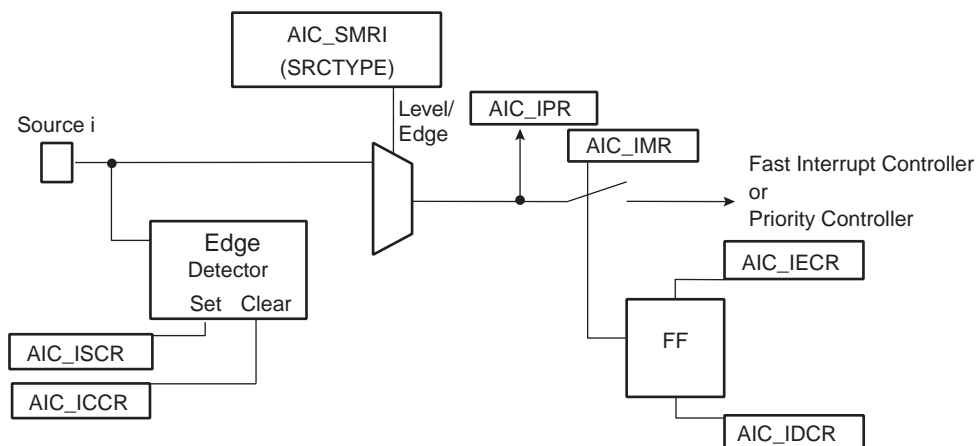 AIC_SMRI
(SRCTYPE)
Level/
Edge
AIC_IPR
AIC_IMR
Source i
Fast Interrupt Controller
or
Priority Controller
Edge
Detector
Set Clear
AIC_IECR
FF
AIC_ISCR
AIC_ICCR
AIC_IDCR